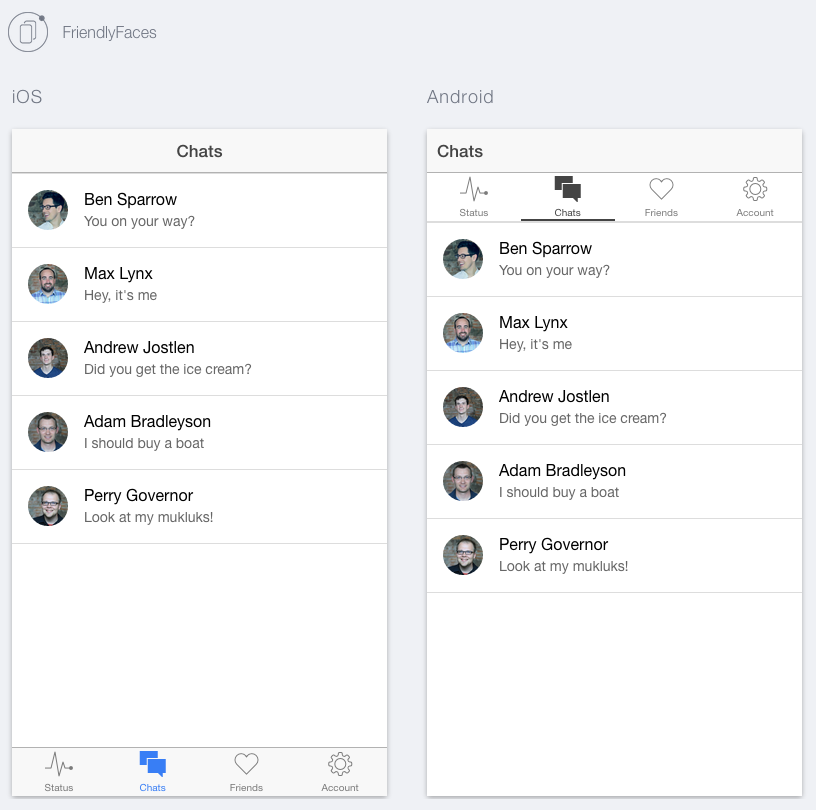 FriendlyFaces
iOS
Chats
Ben Sparrow
You on your way?
Max Lynx
Hey, it's me
Andrew Jostlen
Did you get the ice cream?
Adam Bradleyson
I should buy a boat
Perry Governor
Look at my mukluks!
Status Chats Friends Account
Android
Chats
Status Chats Friends Account
Ben Sparrow
You on your way?
Max Lynx
Hey, it's me
Andrew Jostlen
Did you get the ice cream?
Adam Bradleyson
I should buy a boat
Perry Governor
Look at my mukluks!